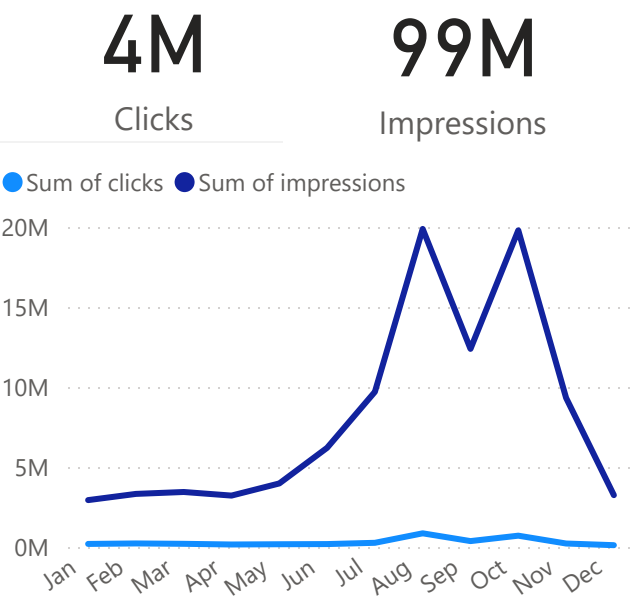 4M
99M
Clicks
Impressions
Sum of clicks
Sum of impressions
20M
15M
10M
5M
0M
Jan
Feb
Mar
Apr
May
Jun
Jul
Aug
Sep
Oct
Nov
Dec